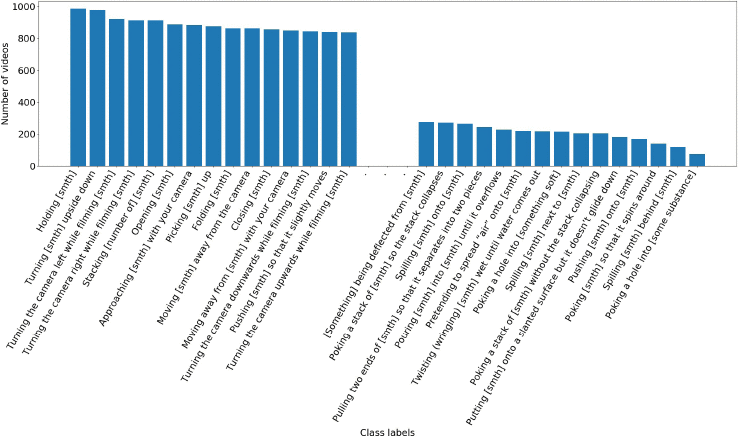 1000
800
600
400
200
0
Number of videos
Holding [smth]
Turning [smth] upside down
Turning the camera left while filming [smth]
Turning the camera right while filming [smth]
Stacking [number of] [smth]
Opening [smth]
Approaching [smth] with your camera
Picking [smth] up
Folding [smth]
Moving [smth] away from the camera
Closing [smth]
Moving away from [smth] with your camera
Turning the camera downwards while filming [smth]
Pushing [smth] so that it slightly moves
Turning the camera upwards while filming [smth]
.
.
.
[Something] being deflected from [smth]
Poking a stack of [smth] so the stack collapses
Spilling [smth] onto [smth]
Pulling two ends of [smth] so that it separates into two pieces
Pouring [smth] into [smth] until it overflows
Pretending to spread "air" onto [smth]
Twisting (wringing) [smth] wet until water comes out
Poking a hole into [something soft]
Spilling [smth] next to [smth]
Poking a stack of [smth] without the stack collapsing
Putting [smth] onto a slanted surface but it doesn't glide down
Pushing [smth] onto [smth]
Poking [smth] so that it spins around
Spilling [smth] behind [smth]
Poking a hole into [some substance]
Class labels